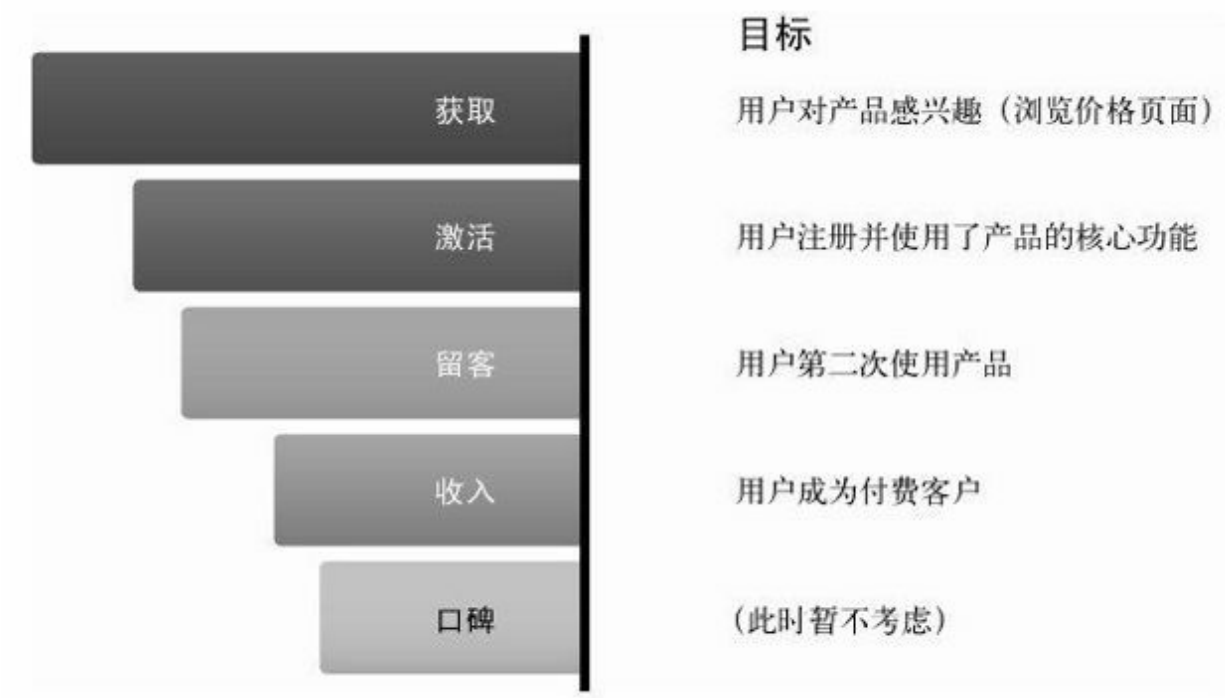 目标
获取 用户对产品感兴趣（浏览价格页面）
激活 用户注册并使用了产品的核心功能
留客 用户第二次使用产品
收入 用户成为付费客户
口碑 （此时暂不考虑）